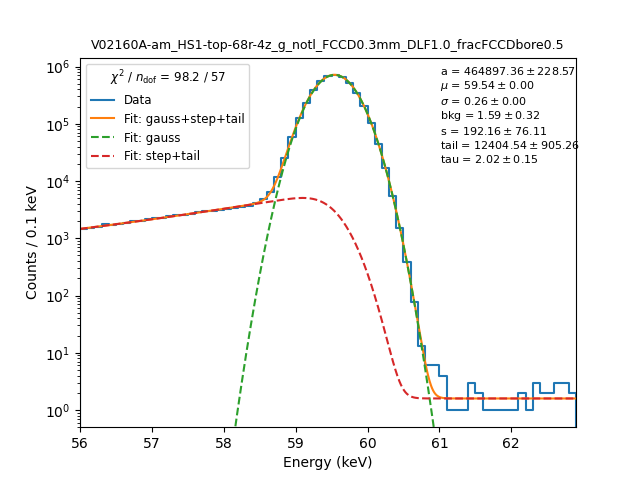 V02160A-am_HS1-top-68r-4z_g_notl_FCCD0.3mm_DLF1.0_fracFCCDbore0.5
χ² / n_dof = 98.2 / 57
Data
Fit: gauss+step+tail
Fit: gauss
Fit: step+tail
a = 464897.36 ± 228.57
μ = 59.54 ± 0.00
σ = 0.26 ± 0.00
bkg = 1.59 ± 0.32
s = 192.16 ± 76.11
tail = 12404.54 ± 905.26
tau = 2.02 ± 0.15
Counts / 0.1 keV
10⁶
10⁵
10⁴
10³
10²
10¹
10⁰
56 57 58 59 60 61 62
Energy (keV)